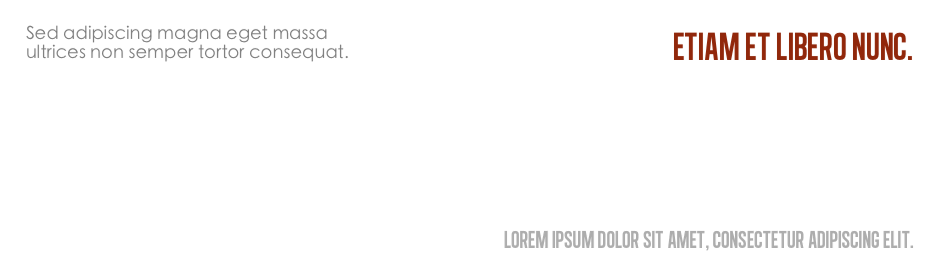 Sed adipiscing magna eget massa
ultrices non semper tortor consequat.
ETIAM ET LIBERO NUNC.
LOREM IPSUM DOLOR SIT AMET, CONSECTETUR ADIPISCING ELIT.